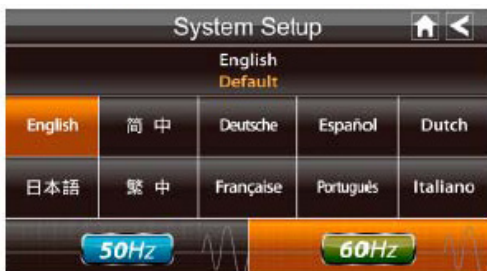 System Setup
English
Default
English 简中 Deutsche Español Dutch
日本語 繁中 Française Português Italiano
50Hz 60Hz